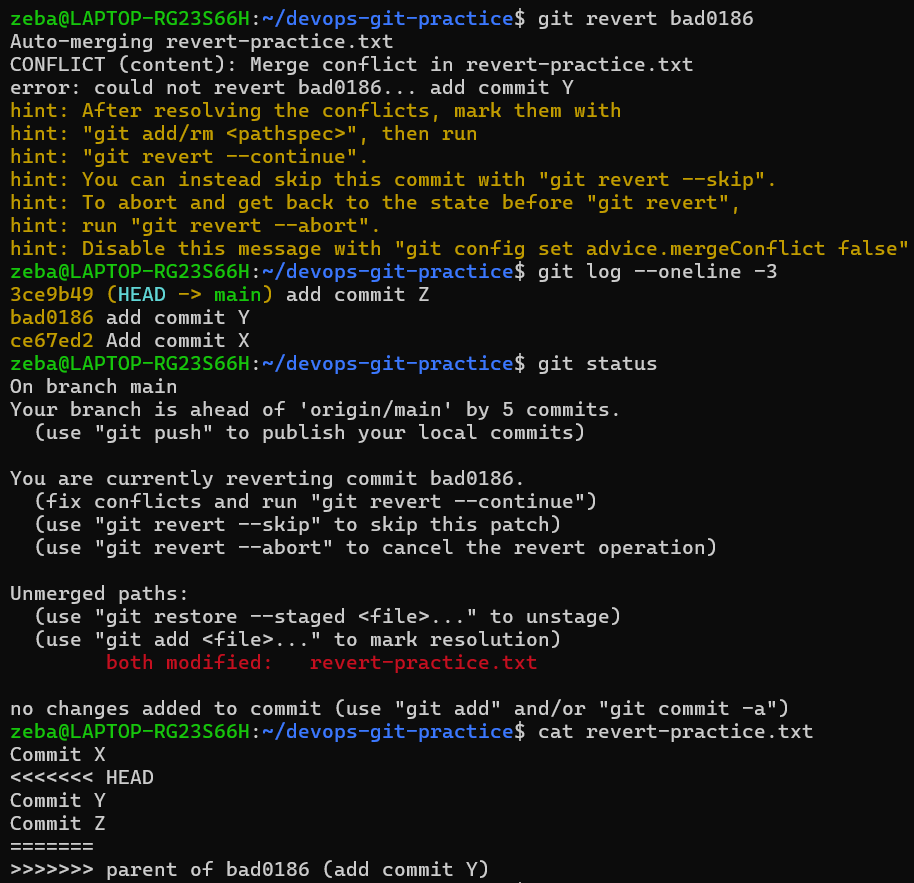 zeba@LAPTOP-RG23S66H:~/devops-git-practice$ git revert bad0186
Auto-merging revert-practice.txt
CONFLICT (content): Merge conflict in revert-practice.txt
error: could not revert bad0186... add commit Y
hint: After resolving the conflicts, mark them with
hint: "git add/rm <pathspec>", then run
hint: "git revert --continue".
hint: You can instead skip this commit with "git revert --skip".
hint: To abort and get back to the state before "git revert",
hint: run "git revert --abort".
hint: Disable this message with "git config set advice.mergeConflict false"
zeba@LAPTOP-RG23S66H:~/devops-git-practice$ git log --oneline -3
3ce9b49 (HEAD -> main) add commit Z
bad0186 add commit Y
ce67ed2 Add commit X
zeba@LAPTOP-RG23S66H:~/devops-git-practice$ git status
On branch main
Your branch is ahead of 'origin/main' by 5 commits.
  (use "git push" to publish your local commits)

You are currently reverting commit bad0186.
  (fix conflicts and run "git revert --continue")
  (use "git revert --skip" to skip this patch)
  (use "git revert --abort" to cancel the revert operation)

Unmerged paths:
  (use "git restore --staged <file>..." to unstage)
  (use "git add <file>..." to mark resolution)
        both modified:   revert-practice.txt

no changes added to commit (use "git add" and/or "git commit -a")
zeba@LAPTOP-RG23S66H:~/devops-git-practice$ cat revert-practice.txt
Commit X
<<<<<<< HEAD
Commit Y
Commit Z
=======
>>>>>>> parent of bad0186 (add commit Y)